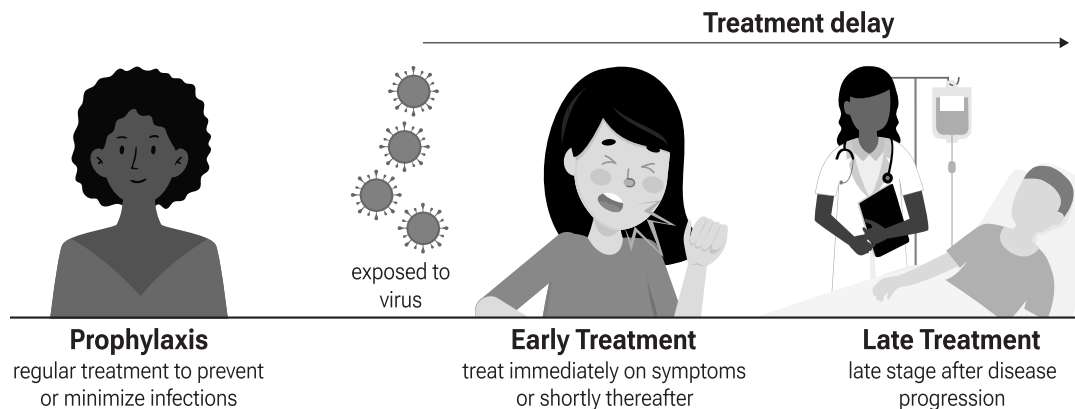 Treatment delay
exposed to
virus
Prophylaxis
regular treatment to prevent
or minimize infections
Early Treatment
treat immediately on symptoms
or shortly thereafter
Late Treatment
late stage after disease
progression